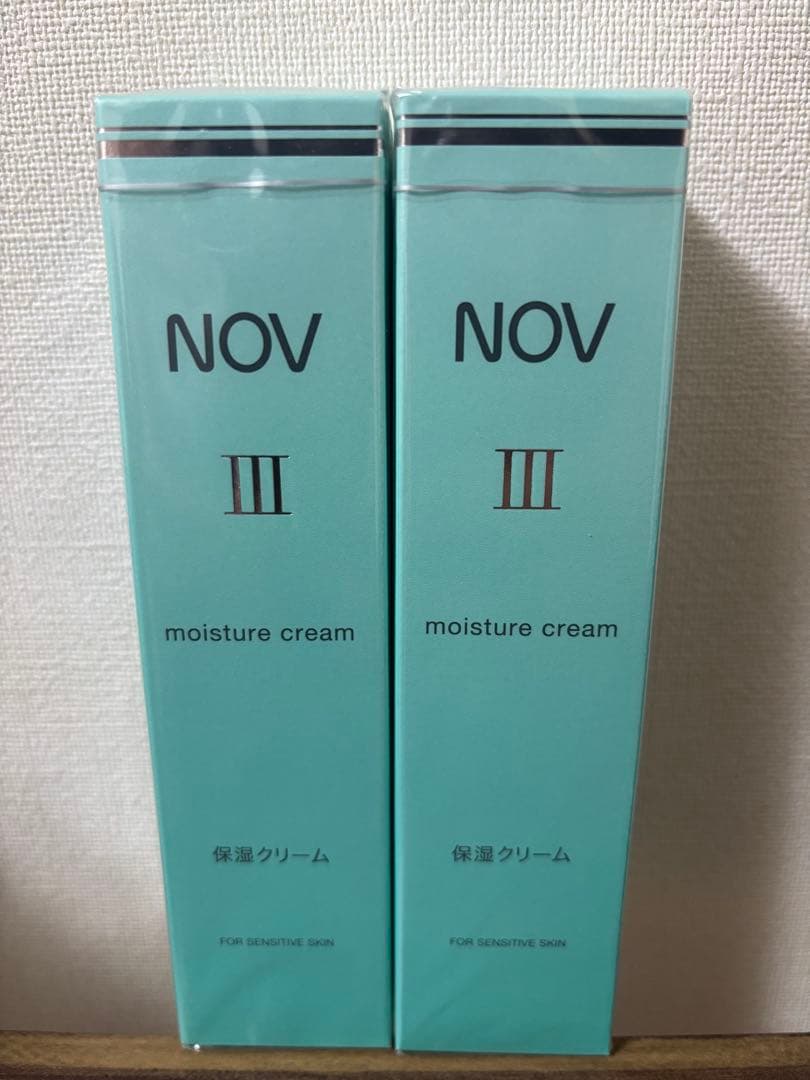 NOV
III
moisture cream
保湿クリーム
FOR SENSITIVE SKIN
NOV
III
moisture cream
保湿クリーム
FOR SENSITIVE SKIN